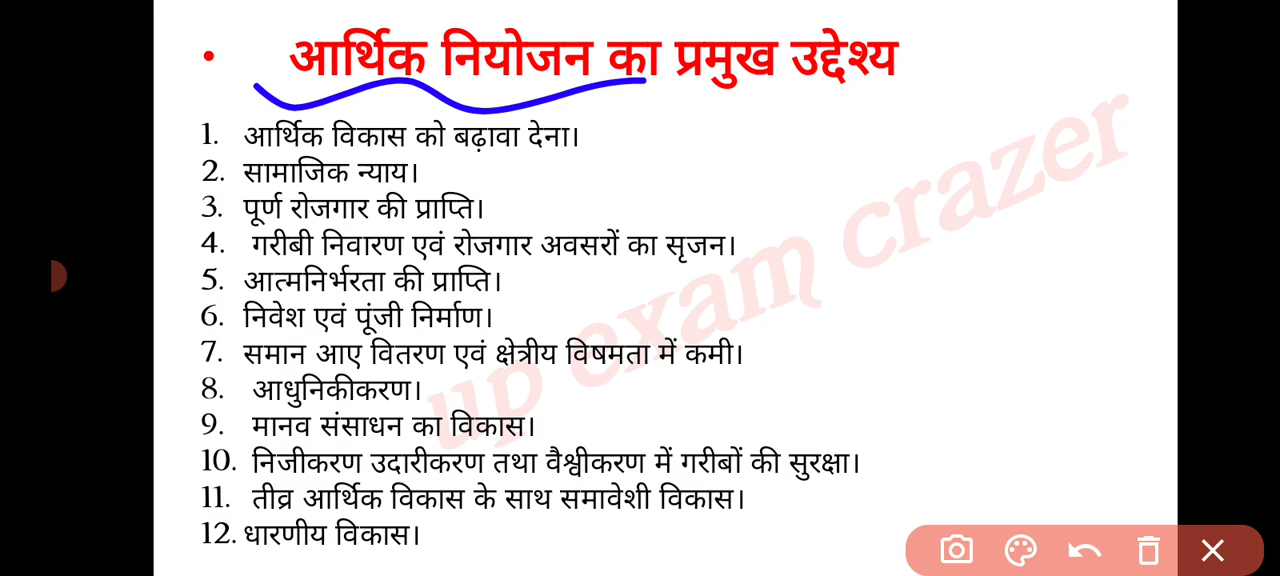 • आर्थिक नियोजन का प्रमुख उद्देश्य
1. आर्थिक विकास को बढ़ावा देना।
2. सामाजिक न्याय।
3. पूर्ण रोजगार की प्राप्ति।
4. गरीबी निवारण एवं रोजगार अवसरों का सृजन।
5. आत्मनिर्भरता की प्राप्ति।
6. निवेश एवं पूंजी निर्माण।
7. समान आए वितरण एवं क्षेत्रीय विषमता में कमी।
8. आधुनिकीकरण।
9. मानव संसाधन का विकास।
10. निजीकरण उदारीकरण तथा वैश्वीकरण में गरीबों की सुरक्षा।
11. तीव्र आर्थिक विकास के साथ समावेशी विकास।
12. धारणीय विकास।
up exam crazer